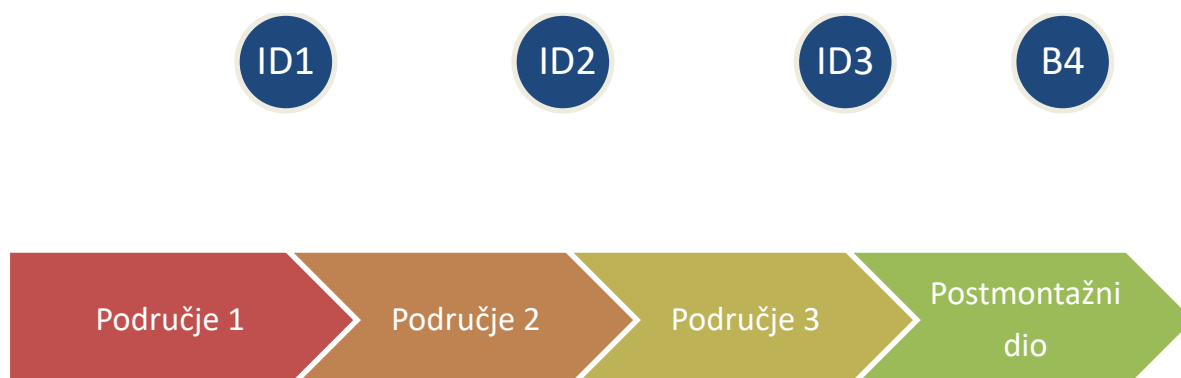 ID1
ID2
ID3
B4
Područje 1
Područje 2
Područje 3
Postmontažni
dio